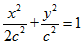 x²/2c² + y²/c² = 1